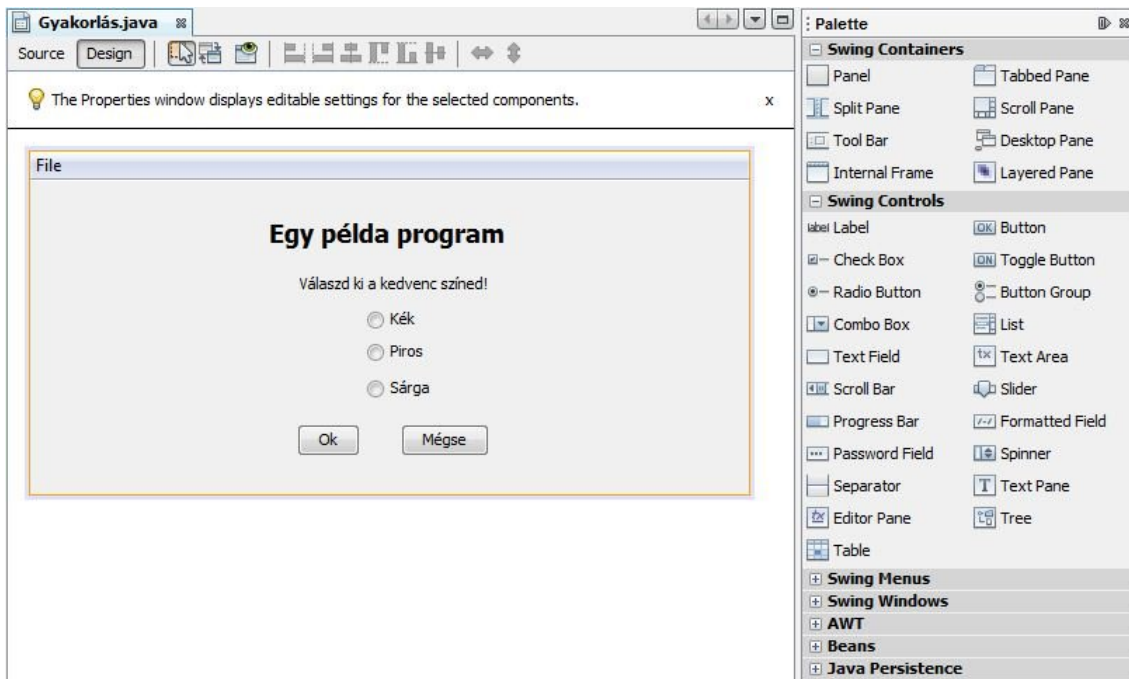 Gyakorlás.java
Source Design
The Properties window displays editable settings for the selected components. x
File
Egy példa program
Válaszd ki a kedvenc színed!
Kék
Piros
Sárga
Ok Mégse
Palette
Swing Containers
Panel Tabbed Pane
Split Pane Scroll Pane
Tool Bar Desktop Pane
Internal Frame Layered Pane
Swing Controls
label Label OK Button
Check Box ON Toggle Button
Radio Button Button Group
Combo Box List
Text Field tx Text Area
Scroll Bar Slider
Progress Bar Formatted Field
Password Field Spinner
Separator T Text Pane
Editor Pane Tree
Table
Swing Menus
Swing Windows
AWT
Beans
Java Persistence